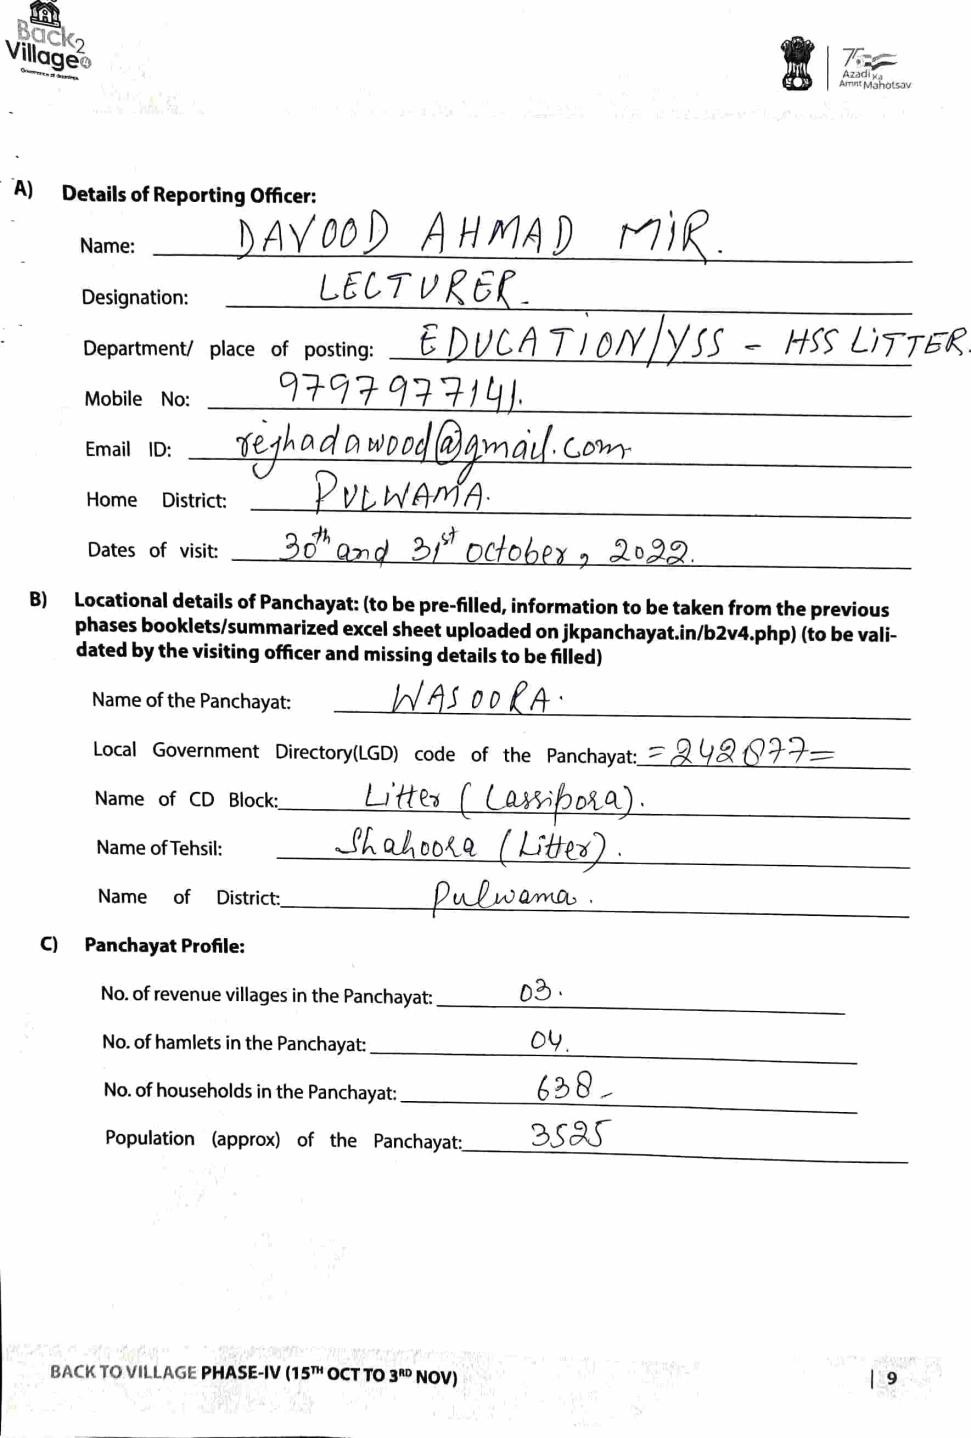 Back2
Village
75
Azadi Ka
Amrit Mahotsav
A) Details of Reporting Officer:
Name: DAVOOD AHMAD MIR.
Designation: LECTURER.
Department/ place of posting: EDUCATION/YSS - HSS LITTER.
Mobile No: 9797977141.
Email ID: rejhadawood@gmail.com
Home District: PULWAMA.
Dates of visit: 30th and 31st october, 2022.
B) Locational details of Panchayat: (to be pre-filled, information to be taken from the previous
phases booklets/summarized excel sheet uploaded on jkpanchayat.in/b2v4.php) (to be vali-
dated by the visiting officer and missing details to be filled)
Name of the Panchayat: WASOORA.
Local Government Directory(LGD) code of the Panchayat: =242877=
Name of CD Block: Litter (Lassipora).
Name of Tehsil: Shahoora (Litter).
Name of District: Pulwama.
C) Panchayat Profile:
No. of revenue villages in the Panchayat: 03.
No. of hamlets in the Panchayat: 04.
No. of households in the Panchayat: 638-
Population (approx) of the Panchayat: 3525
BACK TO VILLAGE PHASE-IV (15TH OCT TO 3RD NOV) | 9